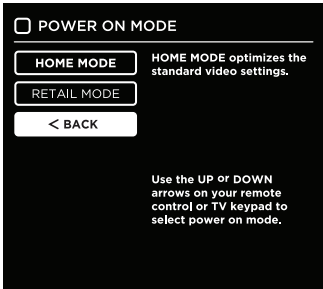 POWER ON MODE
HOME MODE
HOME MODE optimizes the
standard video settings.
RETAIL MODE
< BACK
Use the UP or DOWN
arrows on your remote
control or TV keypad to
select power on mode.